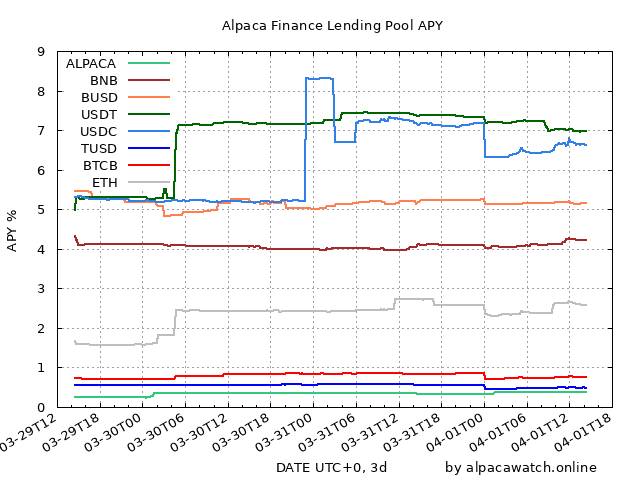 Alpaca Finance Lending Pool APY
9
8
7
6
5
4
3
2
1
0
APY %
ALPACA
BNB
BUSD
USDT
USDC
TUSD
BTCB
ETH
03-29T12
03-29T18
03-30T00
03-30T06
03-30T12
03-30T18
03-31T00
03-31T06
03-31T12
03-31T18
04-01T00
04-01T06
04-01T12
04-01T18
DATE UTC+0, 3d
by alpacawatch.online